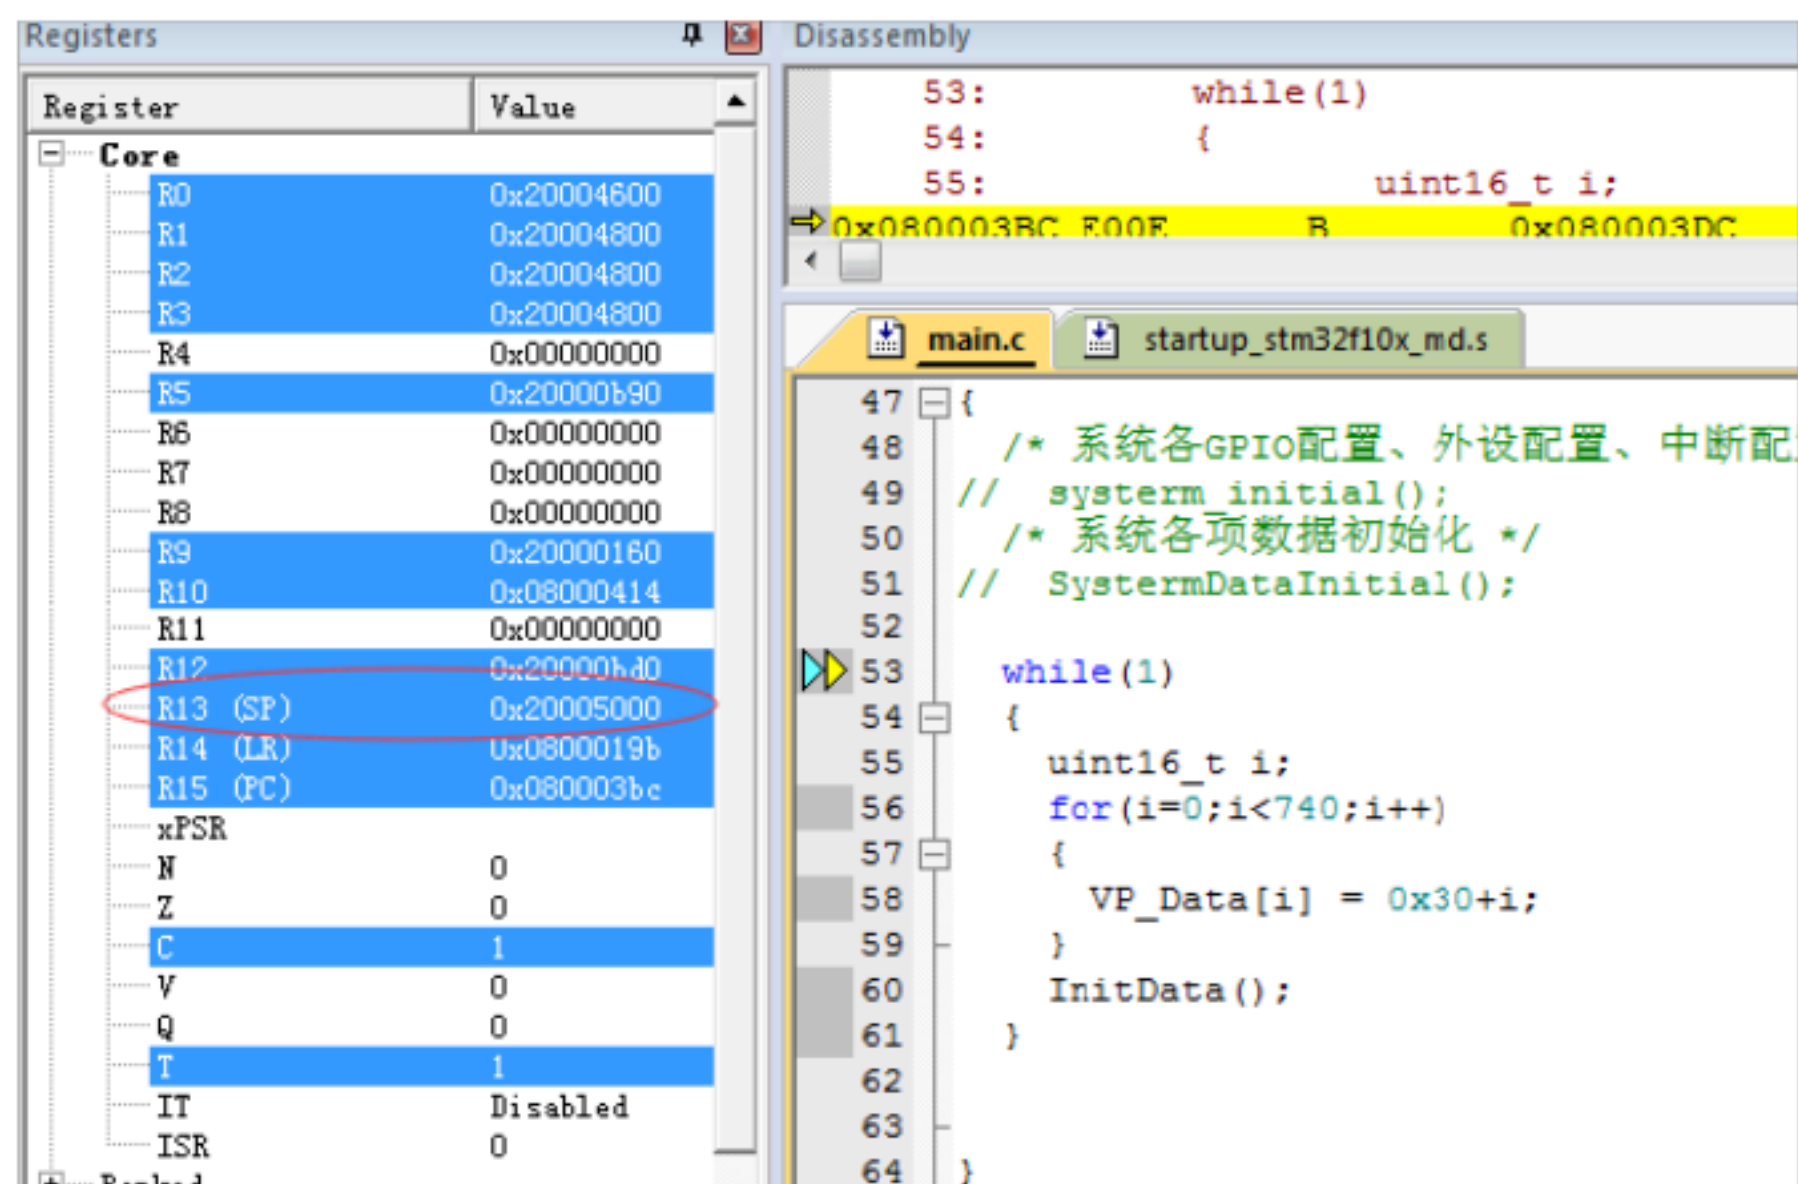 Registers
Register Value
Core
R0 0x20004600
R1 0x20004800
R2 0x20004800
R3 0x20004800
R4 0x00000000
R5 0x20000b90
R6 0x00000000
R7 0x00000000
R8 0x00000000
R9 0x20000160
R10 0x08000414
R11 0x00000000
R12 0x20000bd0
R13 (SP) 0x20005000
R14 (LR) 0x0800019b
R15 (PC) 0x080003bc
xPSR
N 0
Z 0
C 1
V 0
Q 0
T 1
IT Disabled
ISR 0
Banked
Disassembly
53: while(1)
54: {
55: uint16_t i;
0x080003BC E00E B 0x080003DC
main.c startup_stm32f10x_md.s
47 {
48 /* 系统各GPIO配置、外设配置、中断配
49 // systerm_initial();
50 /* 系统各项数据初始化 */
51 // SystermDataInitial();
52
53 while(1)
54 {
55 uint16_t i;
56 for(i=0;i<740;i++)
57 {
58 VP_Data[i] = 0x30+i;
59 }
60 InitData();
61 }
62
63
64 }